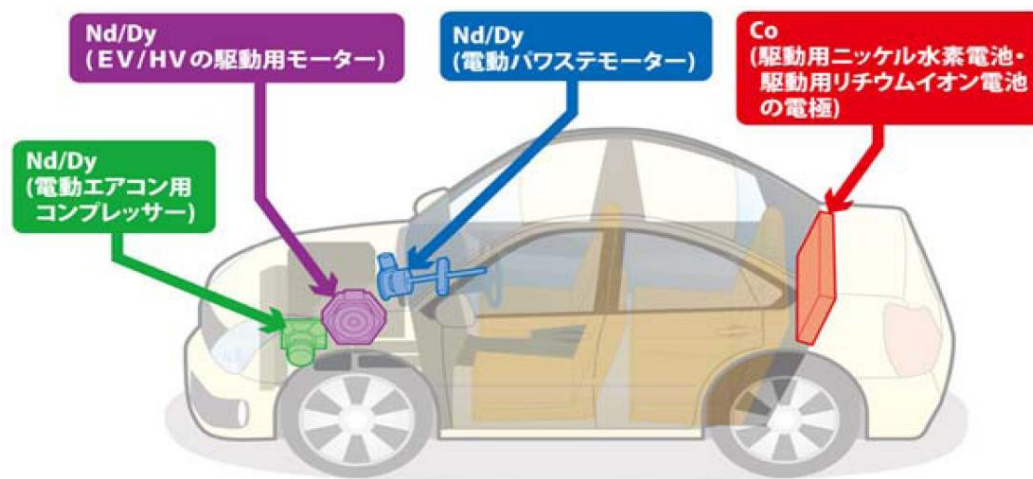 Nd/Dy
(EV/HVの駆動用モーター)
Nd/Dy
(電動パワステモーター)
Co
(駆動用ニッケル水素電池・
駆動用リチウムイオン電池
の電極)
Nd/Dy
(電動エアコン用
コンプレッサー)